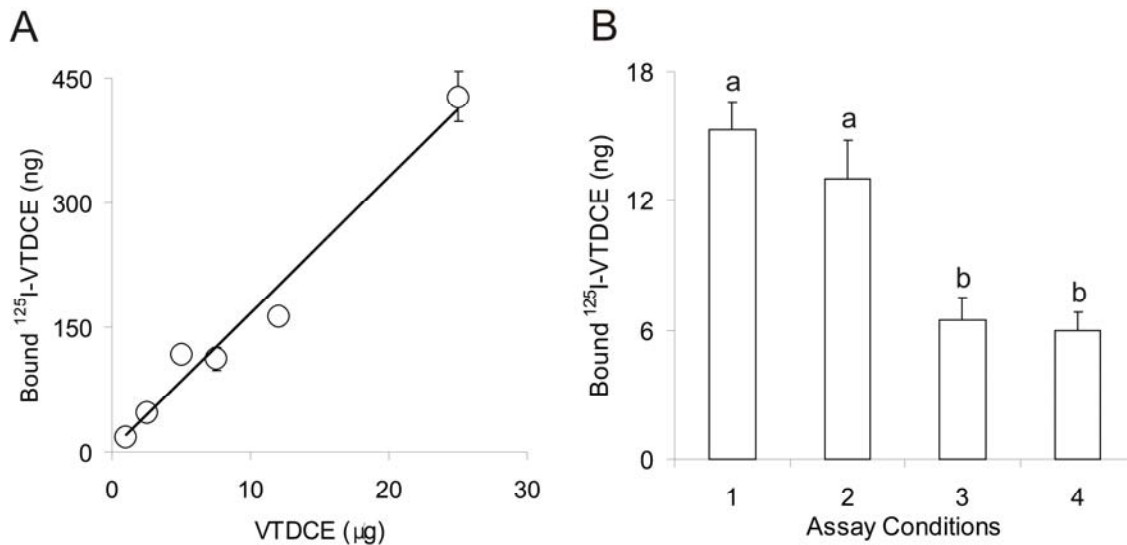 A
Bound ¹²⁵I-VTDCE (ng)
450
300
150
0
0 10 20 30
VTDCE (µg)
B
Bound ¹²⁵I-VTDCE (ng)
18
12
6
0
a a b b
1 2 3 4
Assay Conditions